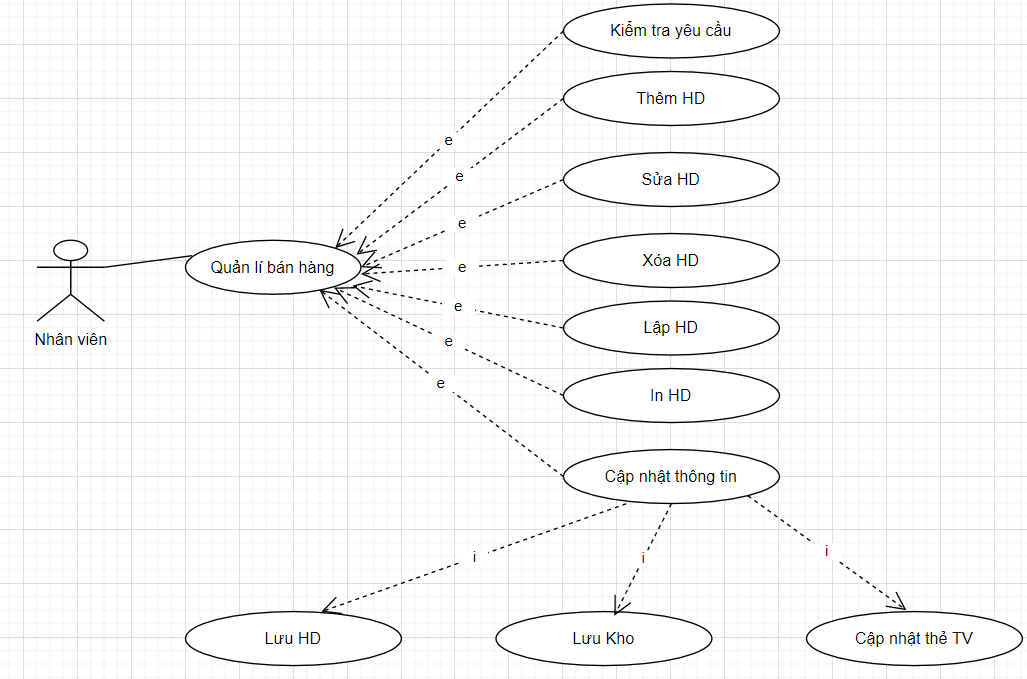 Kiểm tra yêu cầu
Thêm HD
e
e
Sửa HD
e
Quản lí bán hàng
e
Xóa HD
e
Lập HD
Nhân viên
e
e
In HD
Cập nhật thông tin
i
i
i
Lưu HD
Lưu Kho
Cập nhật thẻ TV